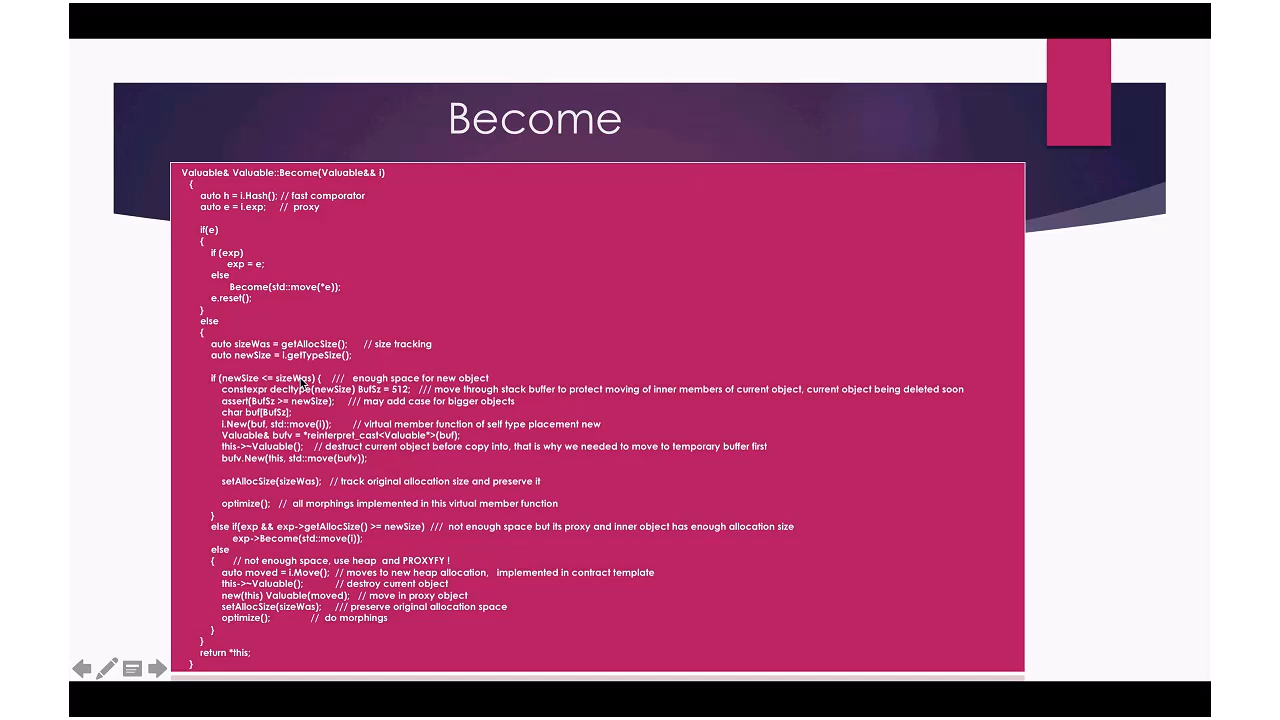 Become
Valuable& Valuable::Become(Valuable&& i)
{
auto h = i.Hash(); // fast comporator
auto e = i.exp;    //  proxy
if(e)
{
if (exp)
exp = e;
else
Become(std::move(*e));
e.reset();
}
else
{
auto sizeWas = getAllocSize();    // size tracking
auto newSize = i.getTypeSize();
if (newSize <= sizeWas) {   ///   enough space for new object
constexpr decltype(newSize) BufSz = 512;   /// move through stack buffer to protect moving of inner members of current object, current object being deleted soon
assert(BufSz >= newSize);    /// may add case for bigger objects
char buf[BufSz];
i.New(buf, std::move(i));     // virtual member function of self type placement new
Valuable& bufv = *reinterpret_cast<Valuable*>(buf);
this->~Valuable();   // destruct current object before copy into, that is why we needed to move to temporary buffer first
bufv.New(this, std::move(bufv));
setAllocSize(sizeWas);   // track original allocation size and preserve it
optimize();   //  all morphings implemented in this virtual member function
}
else if(exp && exp->getAllocSize() >= newSize)  ///  not enough space but its proxy and inner object has enough allocation size
exp->Become(std::move(i));
else
{     // not enough space, use heap  and PROXYFY !
auto moved = i.Move();  // moves to new heap allocation,   implemented in contract template
this->~Valuable();        // destroy current object
new(this) Valuable(moved);   // move in proxy object
setAllocSize(sizeWas);    /// preserve original allocation space
optimize();           //  do morphings
}
}
return *this;
}